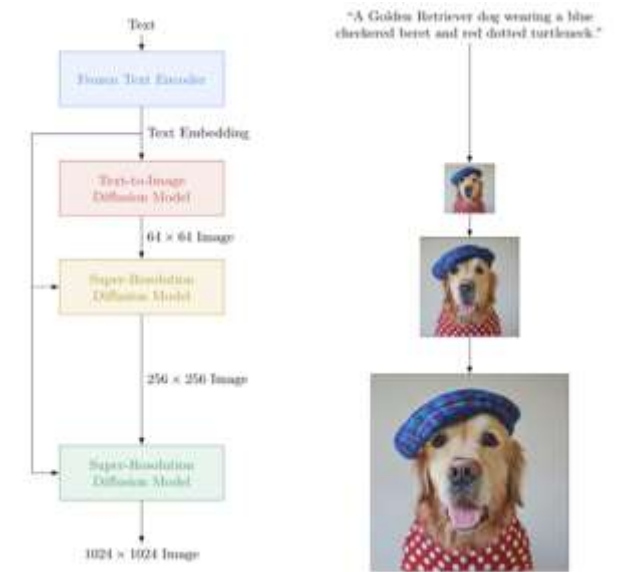 Text
Frozen Text Encoder
Text Embedding
Text-to-Image
Diffusion Model
64 × 64 Image
Super-Resolution
Diffusion Model
256 × 256 Image
Super-Resolution
Diffusion Model
1024 × 1024 Image
“A Golden Retriever dog wearing a blue
checkered beret and red dotted turtleneck.”